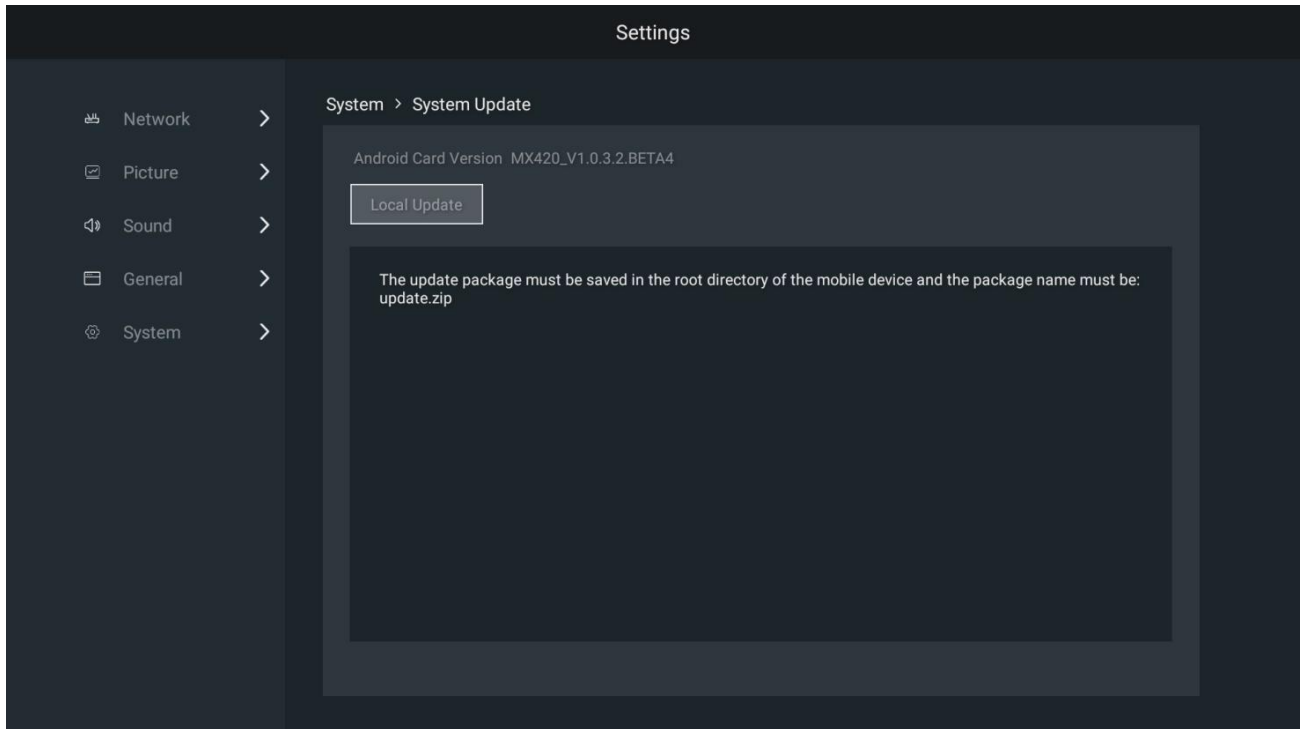 Settings
Network
Picture
Sound
General
System
System > System Update
Android Card Version MX420_V1.0.3.2.BETA4
Local Update
The update package must be saved in the root directory of the mobile device and the package name must be:
update.zip